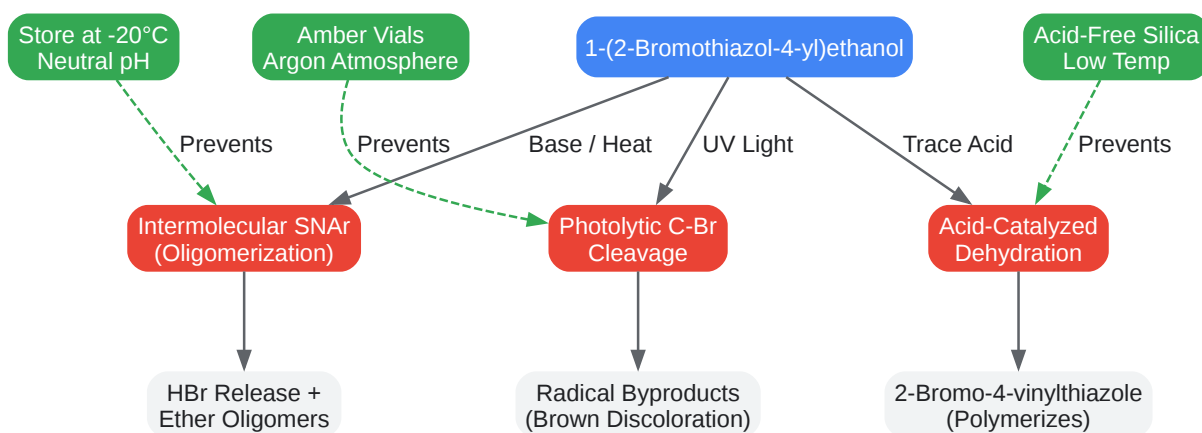 Store at -20°C
Neutral pH
Amber Vials
Argon Atmosphere
1-(2-Bromothiazol-4-yl)ethanol
Acid-Free Silica
Low Temp
Prevents
Prevents
Base / Heat
UV Light
Trace Acid
Prevents
Intermolecular SNAr
(Oligomerization)
Photolytic C-Br
Cleavage
Acid-Catalyzed
Dehydration
HBr Release +
Ether Oligomers
Radical Byproducts
(Brown Discoloration)
2-Bromo-4-vinylthiazole
(Polymerizes)